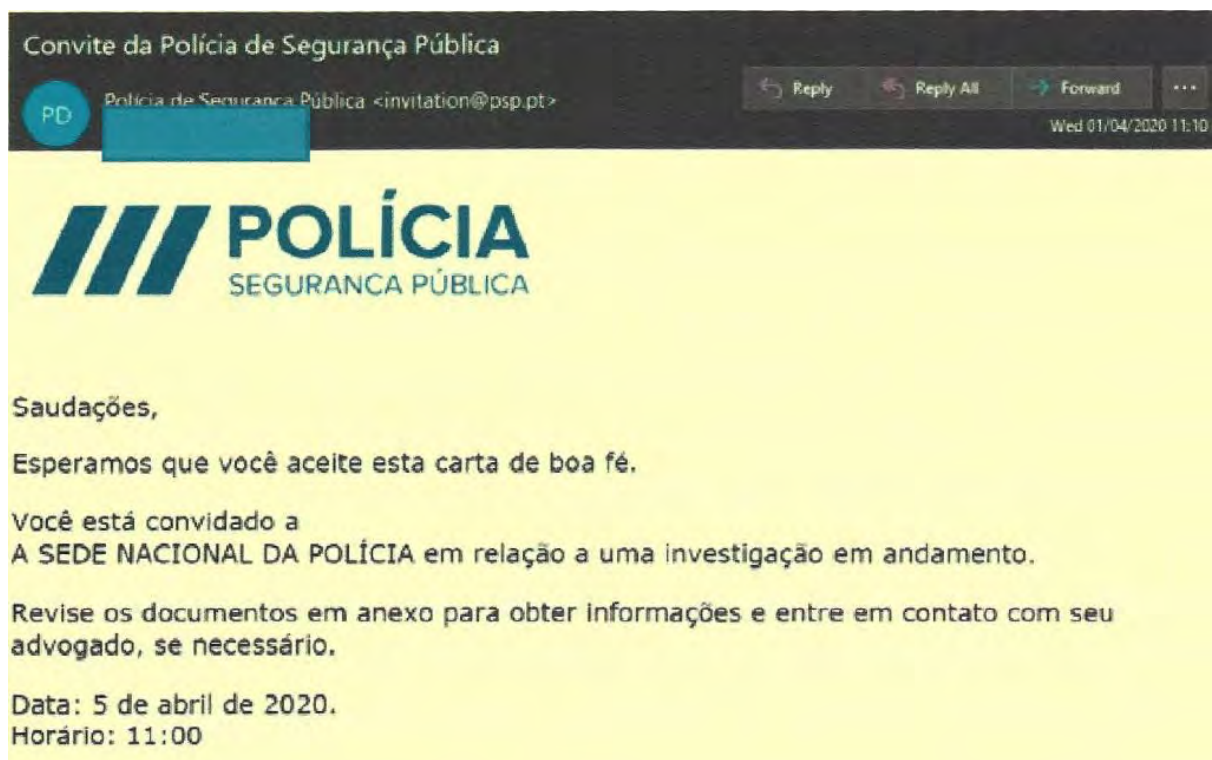 Convite da Polícia de Segurança Pública
PD
Polícia de Segurança Pública <invitation@psp.pt>
Reply
Reply All
Forward
...
Wed 01/04/2020 11:10
POLÍCIA
SEGURANCA PÚBLICA
Saudações,
Esperamos que você aceite esta carta de boa fé.
Você está convidado a
A SEDE NACIONAL DA POLÍCIA em relação a uma investigação em andamento.
Revise os documentos em anexo para obter informações e entre em contato com seu
advogado, se necessário.
Data: 5 de abril de 2020.
Horário: 11:00